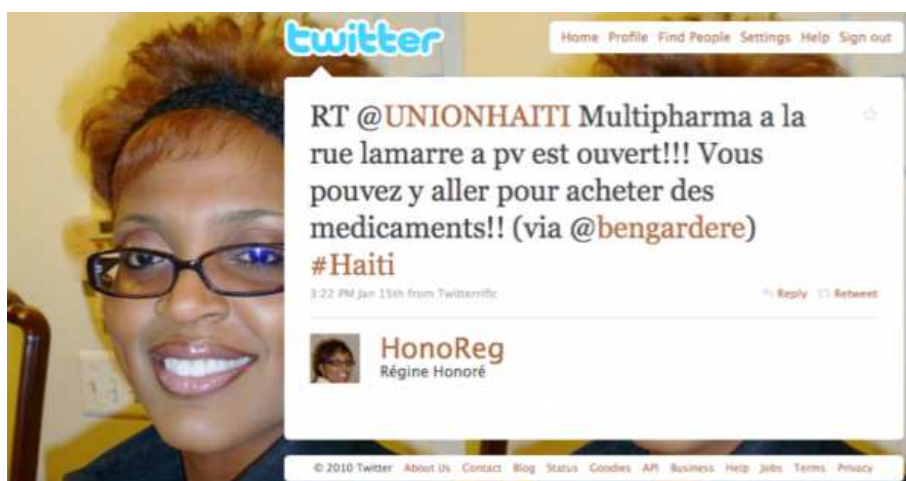 twitter
Home Profile Find People Settings Help Sign out
RT @UNIONHAITI Multipharma a la
rue lamarre a pv est ouvert!!! Vous
pouvez y aller pour acheter des
medicaments!! (via @bengardere)
#Haiti
3:22 PM Jan 15th from Twitterrific
Reply Retweet
HonoReg
Régine Honoré
© 2010 Twitter About Us Contact Blog Status Goodies API Business Help Jobs Terms Privacy